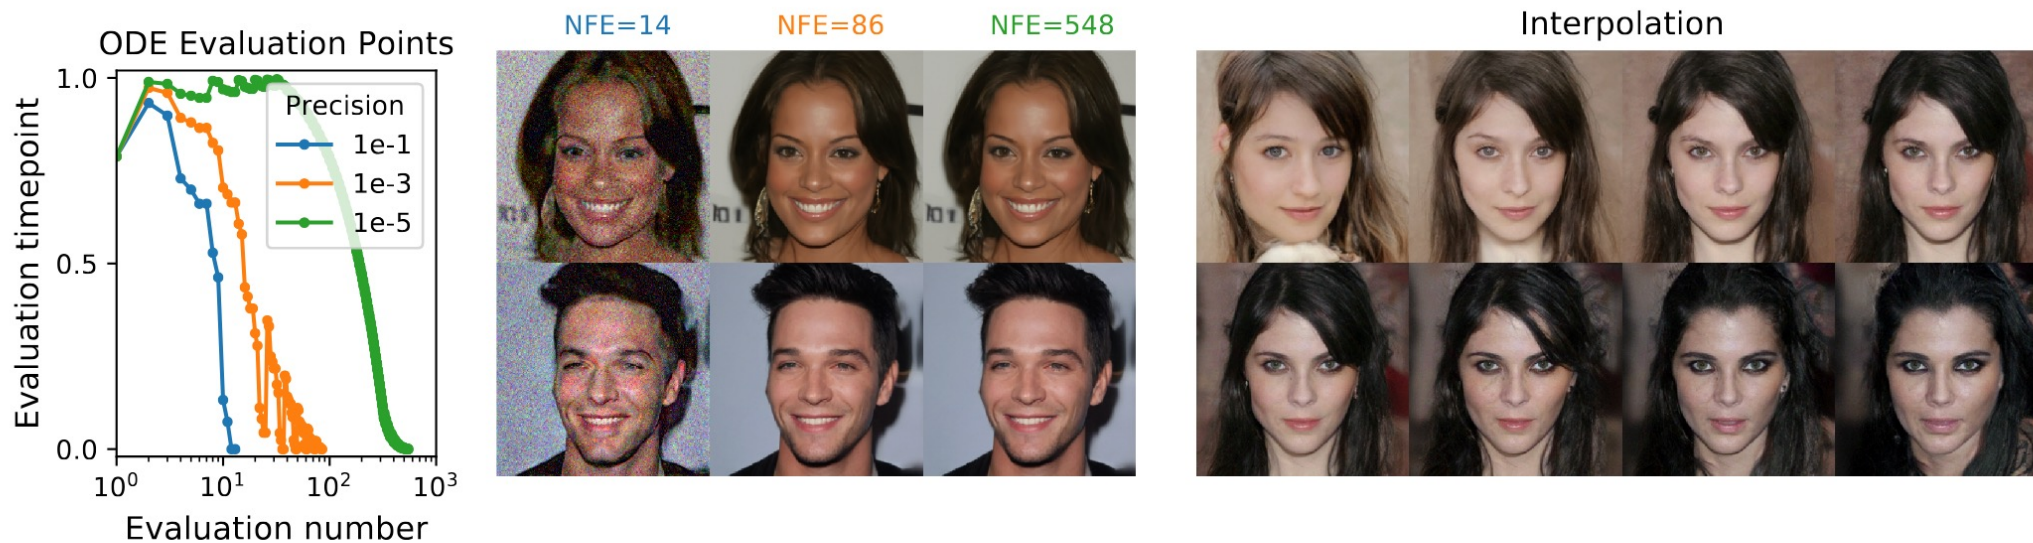 ODE Evaluation Points
Evaluation timepoint
1.0
0.5
0.0
Precision
1e-1
1e-3
1e-5
10⁰ 10¹ 10² 10³
Evaluation number
NFE=14 NFE=86 NFE=548
Interpolation